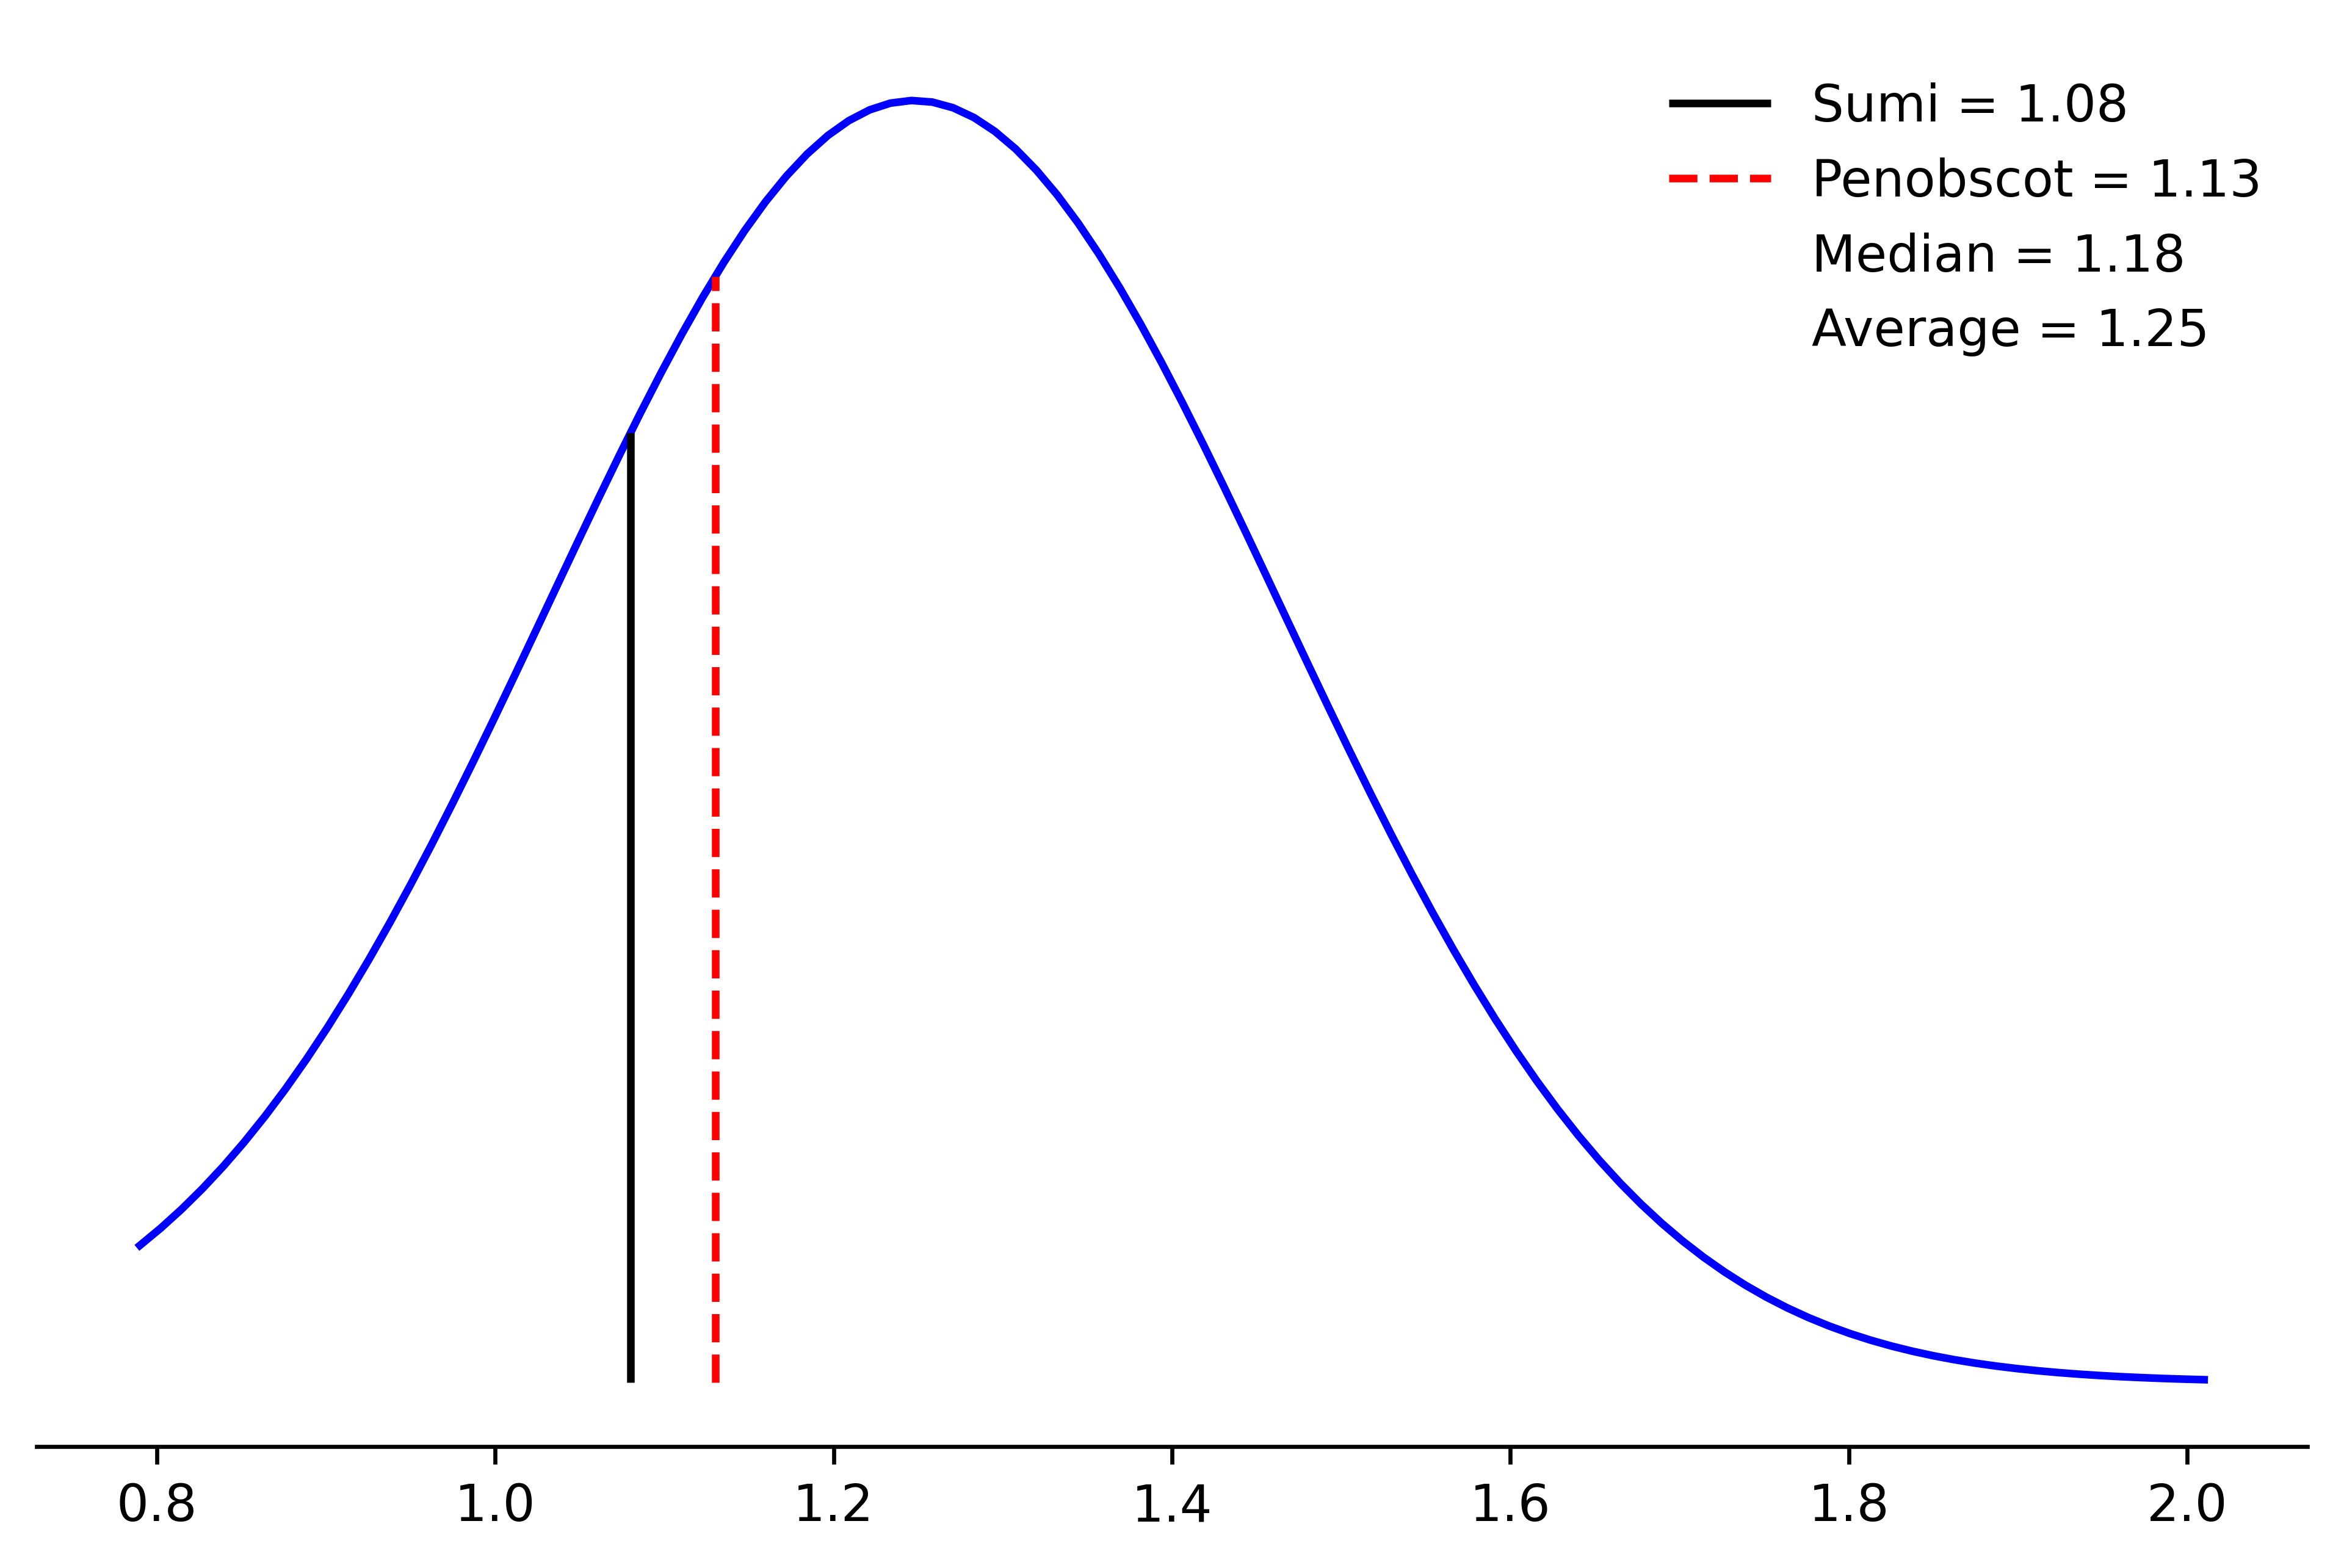 Sumi = 1.08
Penobscot = 1.13
Median = 1.18
Average = 1.25
0.8 1.0 1.2 1.4 1.6 1.8 2.0